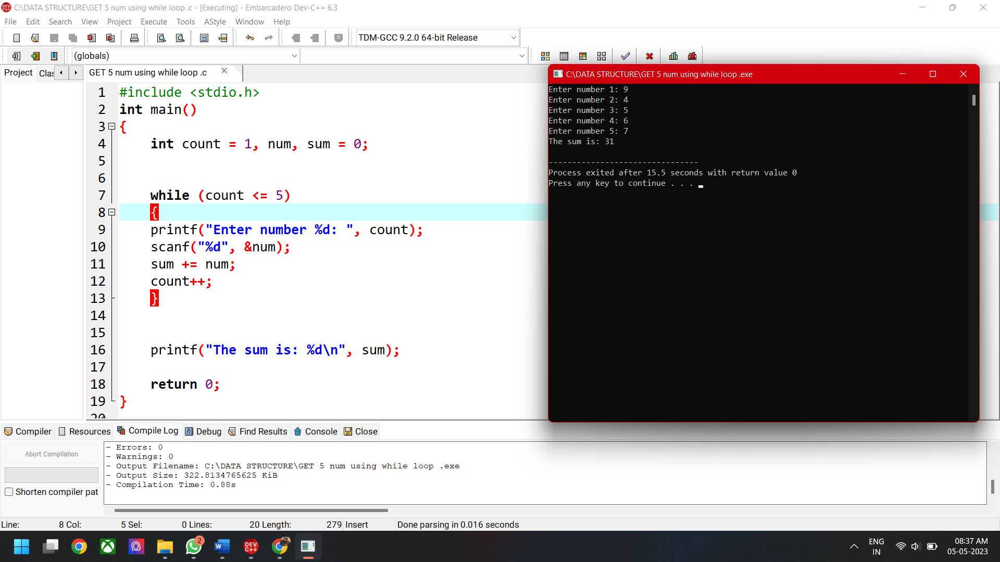 C:\DATA STRUCTURE\GET 5 num using while loop .c - [Executing] - Embarcadero Dev-C++ 6.3
File Edit Search View Project Execute Tools AStyle Window Help
TDM-GCC 9.2.0 64-bit Release
(globals)
Project Clas GET 5 num using while loop .c
1 #include <stdio.h>
2 int main()
3 {
4 int count = 1, num, sum = 0;
5
6
7 while (count <= 5)
8 {
9 printf("Enter number %d: ", count);
10 scanf("%d", &num);
11 sum += num;
12 count++;
13 }
14
15
16 printf("The sum is: %d\n", sum);
17
18 return 0;
19 }
20
C:\DATA STRUCTURE\GET 5 num using while loop .exe
Enter number 1: 9
Enter number 2: 4
Enter number 3: 5
Enter number 4: 6
Enter number 5: 7
The sum is: 31
--------------------------------
Process exited after 15.5 seconds with return value 0
Press any key to continue . . .
Compiler Resources Compile Log Debug Find Results Console Close
Abort Compilation
Shorten compiler pat
- Errors: 0
- Warnings: 0
- Output Filename: C:\DATA STRUCTURE\GET 5 num using while loop .exe
- Output Size: 322.8134765625 KiB
- Compilation Time: 0.88s
Line: 8 Col: 5 Sel: 0 Lines: 20 Length: 279 Insert Done parsing in 0.016 seconds
2
W
DEV C++
ENG
IN
08:37 AM
05-05-2023